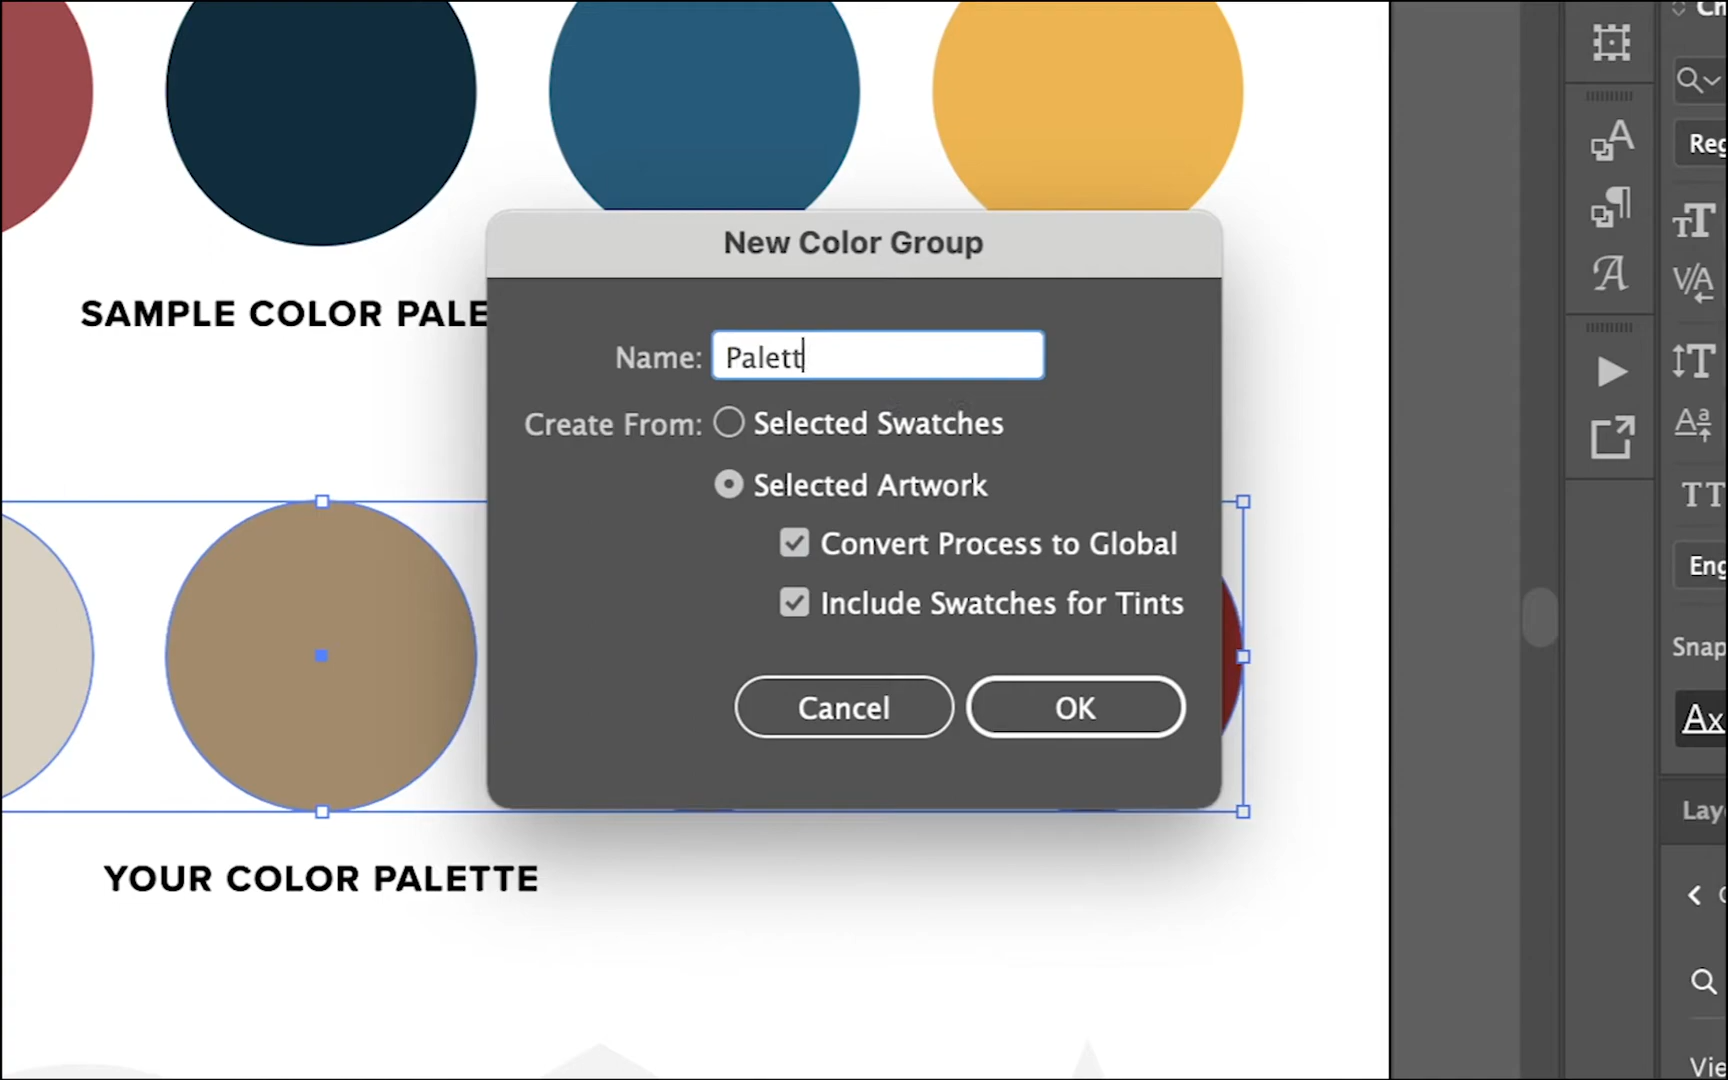 New Color Group
Reg
SAMPLE COLOR PALE
Name: Palett
Create From: Selected Swatches
Selected Artwork
Convert Process to Global
Eng
Include Swatches for Tints
Snap
Cancel OK
YOUR COLOR PALETTE